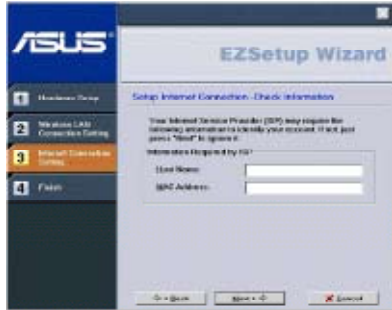 ASUS
EZSetup Wizard
1 Hardware Setup
2 Wireless LAN
Connection Setting
3 Internet Connection
Setting
4 Finish
Setup Internet Connection - Check Information
Your Internet Service Provider (ISP) may require the
following information to identify your account. If not, just
press "Next" to ignore it.
Information Required by ISP
Host Name:
MAC Address:
< Back
Next >
Cancel